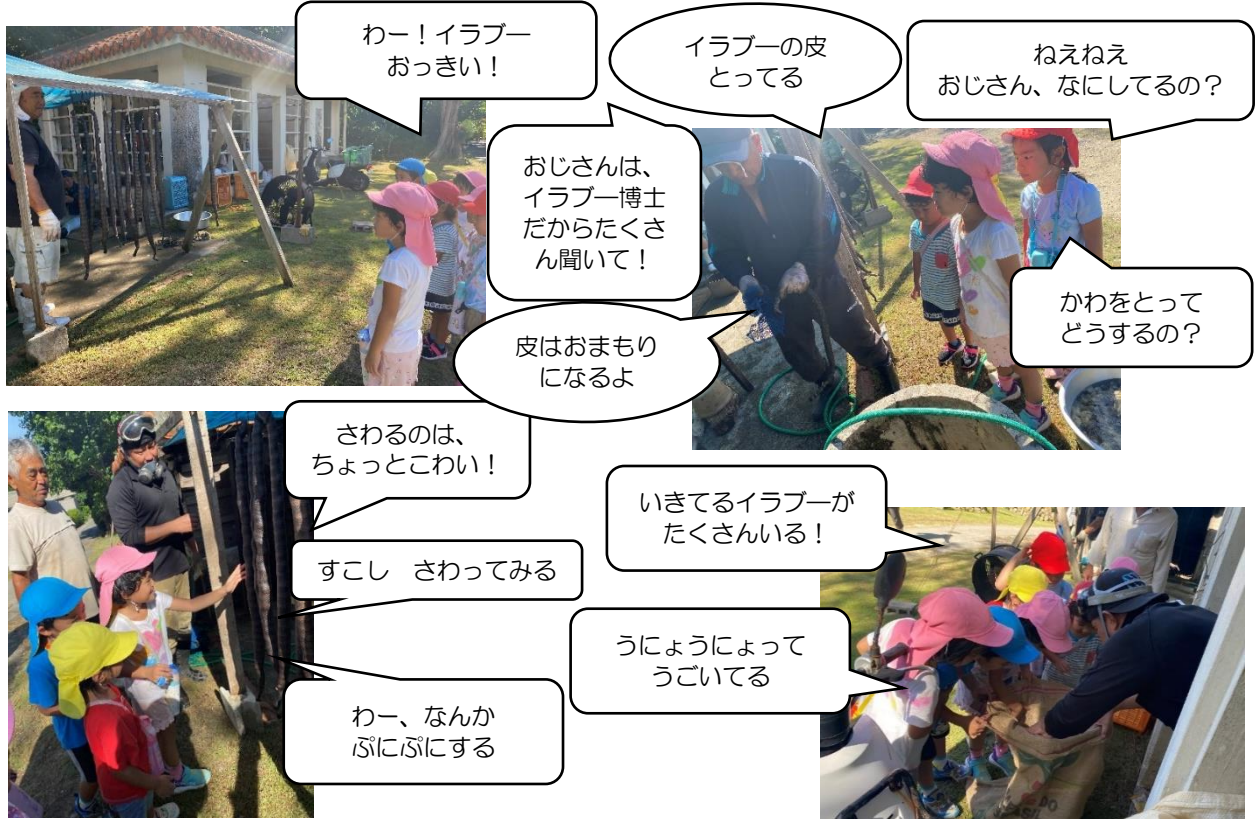 わー！イラブー
おっきい！
イラブーの皮
とってる
ねえねえ
おじさん、なにしてるの？
おじさんは、
イラブー博士
だからたくさ
ん聞いて！
かわをとって
どうするの？
皮はおまもり
になるよ
さわるのは、
ちょっとこわい！
すこし　さわってみる
わー、なんか
ぷにぷにする
いきてるイラブーが
たくさんいる！
うにょうにょって
うごいてる